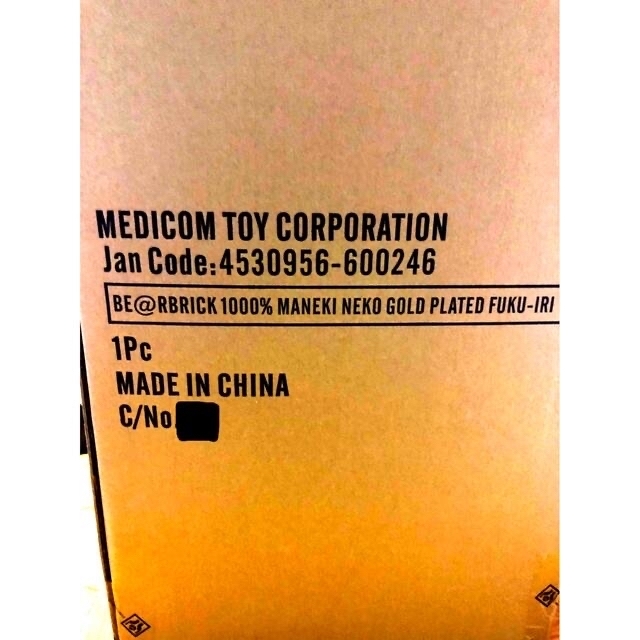 MEDICOM TOY CORPORATION
Jan Code:4530956-600246
BE@RBRICK 1000% MANEKI NEKO GOLD PLATED FUKU-IRI
1Pc
MADE IN CHINA
C/No